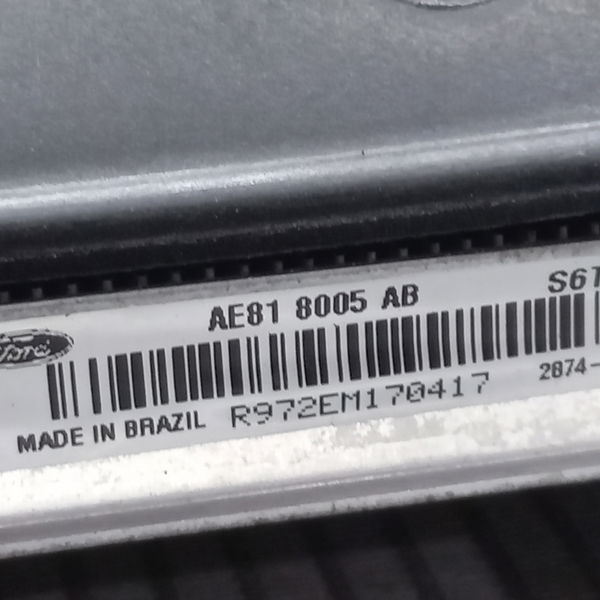 AE81 8005 AB
S6T
Ford
MADE IN BRAZIL
R972EM170417
2874-